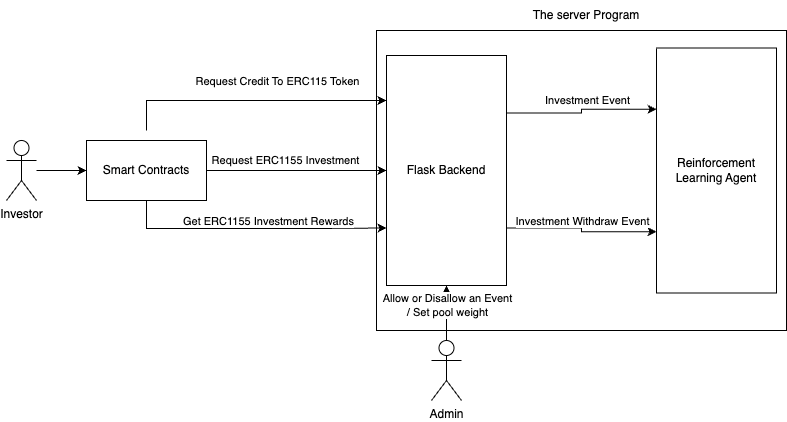 The server Program
Request Credit To ERC115 Token
Investment Event
Smart Contracts
Request ERC1155 Investment
Flask Backend
Reinforcement
Learning Agent
Investor
Get ERC1155 Investment Rewards
Investment Withdraw Event
Allow or Disallow an Event
/ Set pool weight
Admin